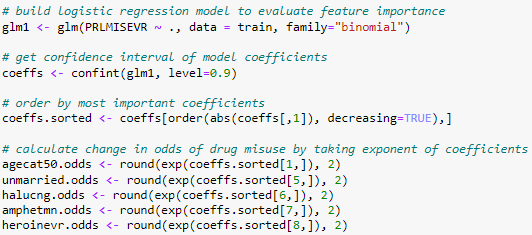 # build logistic regression model to evaluate feature importance
glm1 <- glm(PRLMISEVR ~ ., data = train, family="binomial")
# get confidence interval of model coefficients
coeffs <- confint(glm1, level=0.9)
# order by most important coefficients
coeffs.sorted <- coeffs[order(abs(coeffs[,1]), decreasing=TRUE),]
# calculate change in odds of drug misuse by taking exponent of coefficients
agecat50.odds <- round(exp(coeffs.sorted[1,]), 2)
unmarried.odds <- round(exp(coeffs.sorted[5,]), 2)
halucng.odds <- round(exp(coeffs.sorted[6,]), 2)
amphetmn.odds <- round(exp(coeffs.sorted[7,]), 2)
heroinevr.odds <- round(exp(coeffs.sorted[8,]), 2)